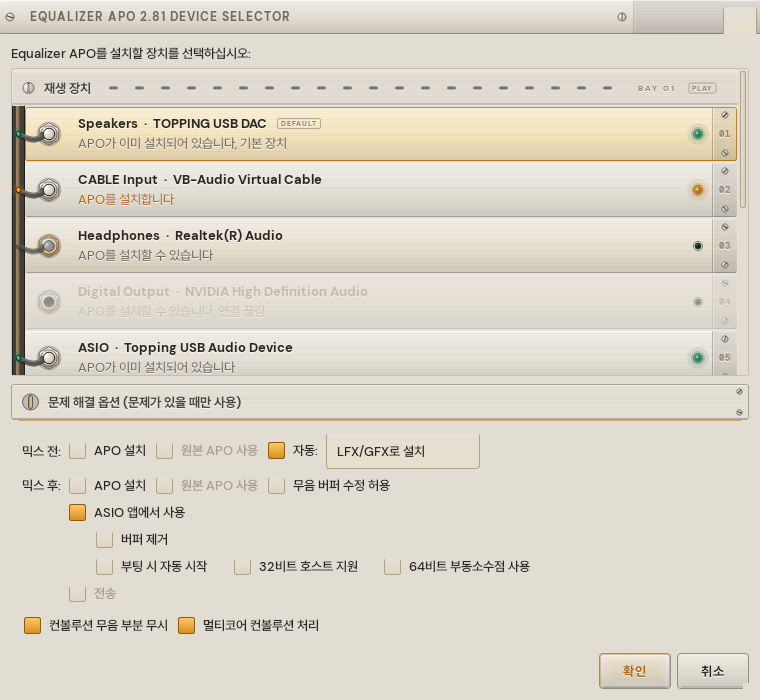 EQUALIZER APO 2.81 DEVICE SELECTOR
Equalizer APO를 설치할 장치를 선택하십시오:
재생 장치 BAY 01 PLAY
Speakers · TOPPING USB DAC DEFAULT
APO가 이미 설치되어 있습니다, 기본 장치
01
CABLE Input · VB-Audio Virtual Cable
APO를 설치합니다
02
Headphones · Realtek(R) Audio
APO를 설치할 수 있습니다
03
Digital Output · NVIDIA High Definition Audio
APO를 설치할 수 있습니다, 연결 끊김
04
ASIO · Topping USB Audio Device
APO가 이미 설치되어 있습니다
05
문제 해결 옵션 (문제가 있을 때만 사용)
믹스 전: APO 설치 원본 APO 사용 자동: LFX/GFX로 설치
믹스 후: APO 설치 원본 APO 사용 무음 버퍼 수정 허용
ASIO 앱에서 사용
버퍼 제거
부팅 시 자동 시작 32비트 호스트 지원 64비트 부동소수점 사용
전송
컨볼루션 무음 부분 무시 멀티코어 컨볼루션 처리
확인 취소